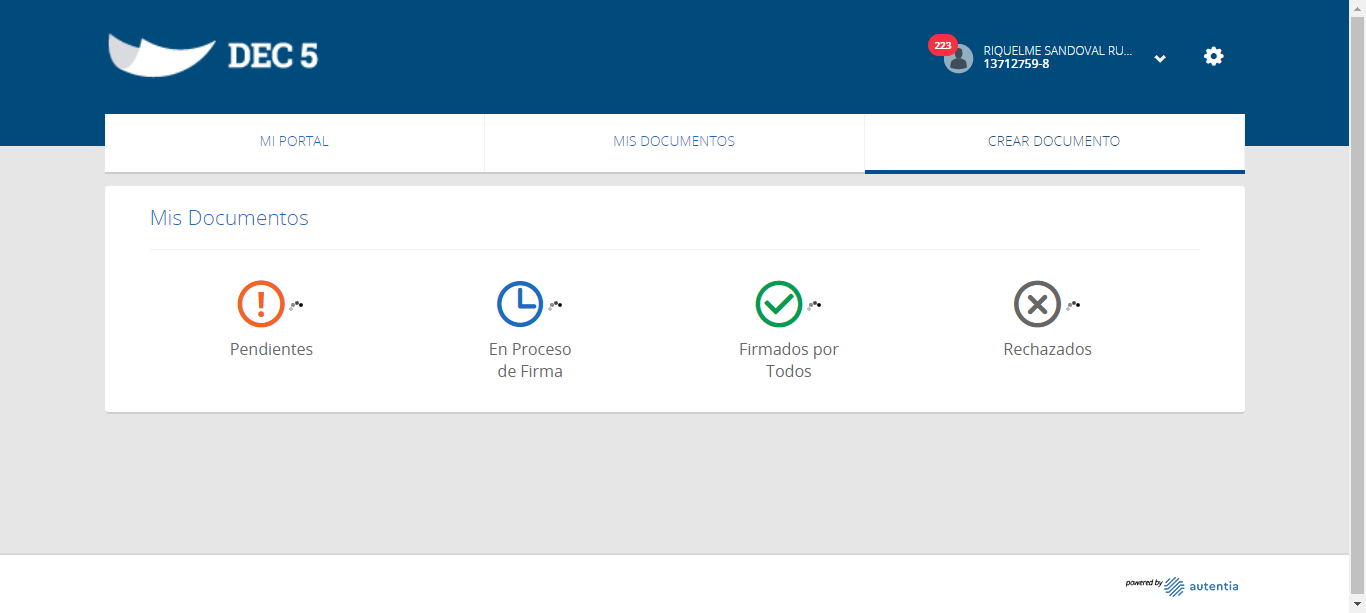 DEC 5
223
RIQUELME SANDOVAL RU...
13712759-8
MI PORTAL
MIS DOCUMENTOS
CREAR DOCUMENTO
Mis Documentos
Pendientes
En Proceso
de Firma
Firmados por
Todos
Rechazados
powered by
autentia